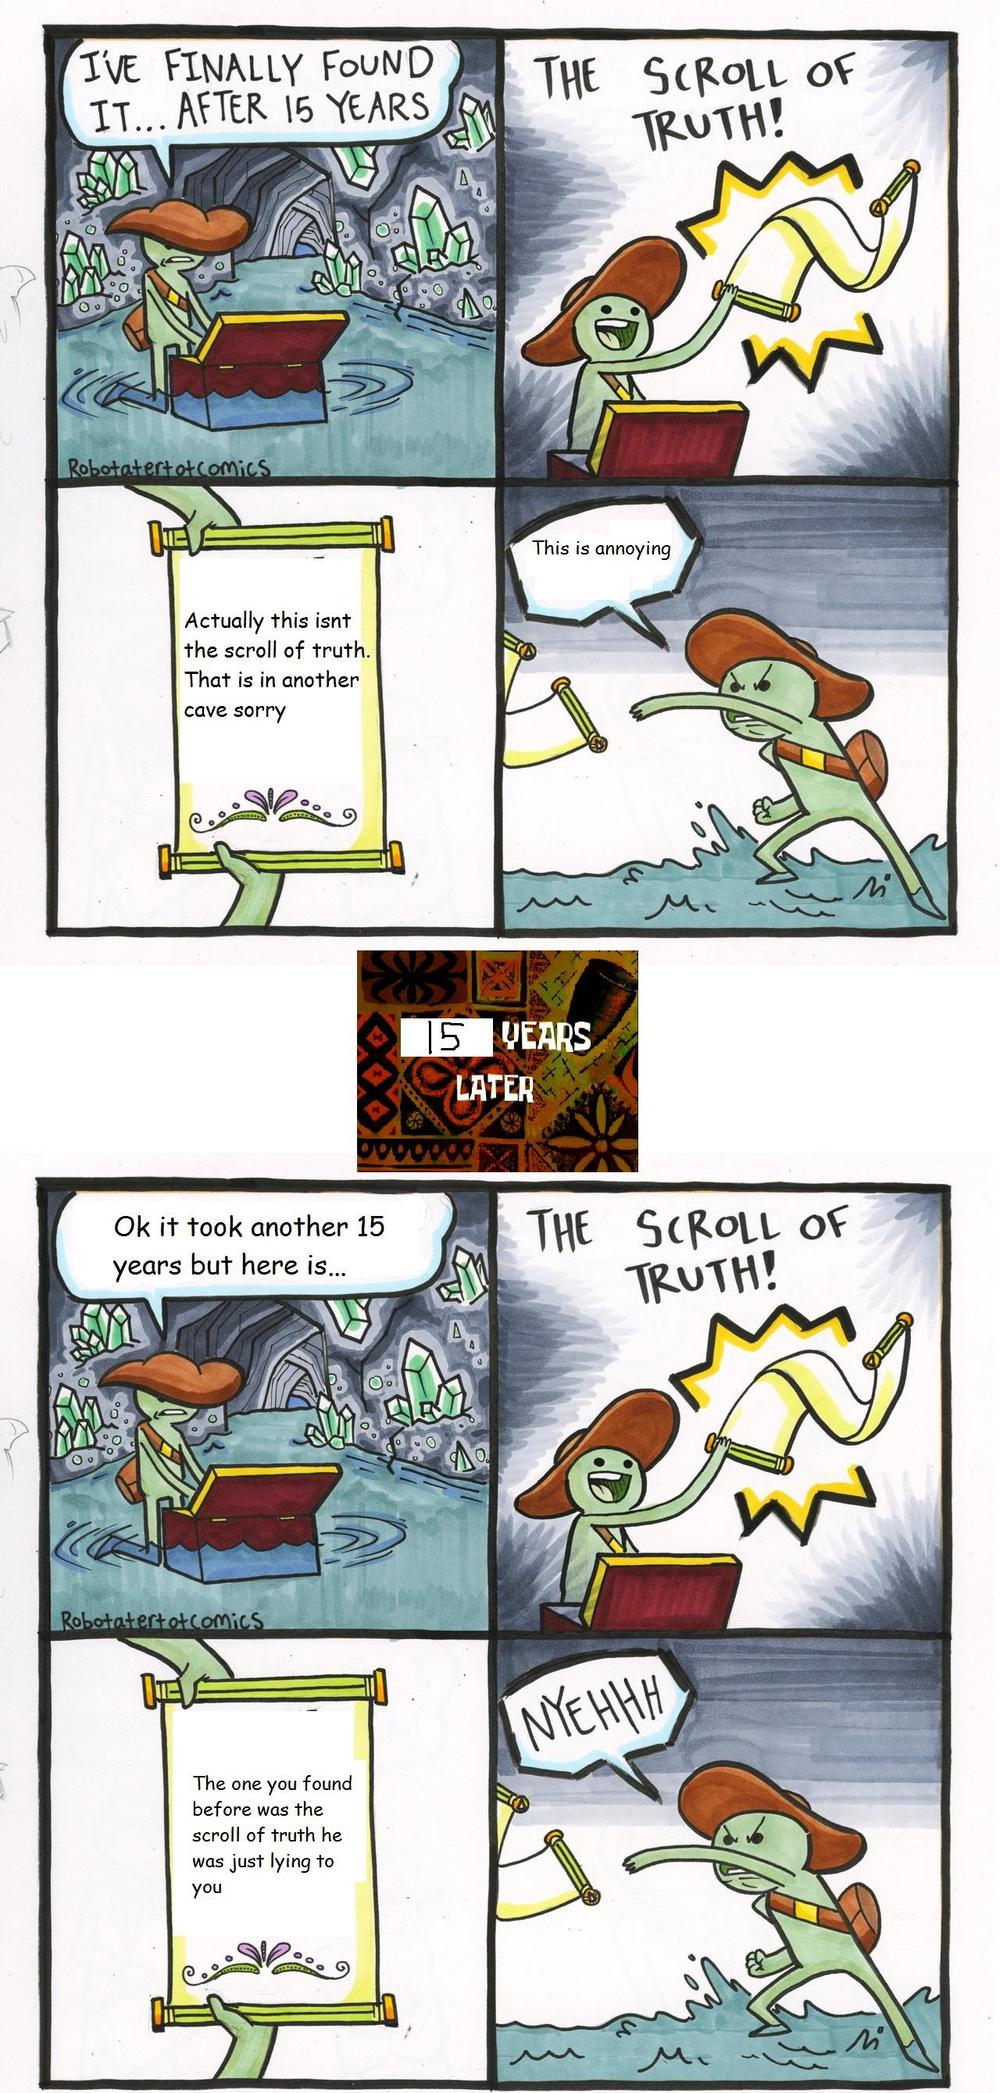 I'VE FINALLY FOUND
IT... AFTER 15 YEARS
THE SCROLL OF
TRUTH!
Robotatertotcomics
Actually this isnt
the scroll of truth.
That is in another
cave sorry
This is annoying
15 YEARS
LATER
Ok it took another 15
years but here is...
THE SCROLL OF
TRUTH!
Robotatertotcomics
The one you found
before was the
scroll of truth he
was just lying to
you
NYEHHH